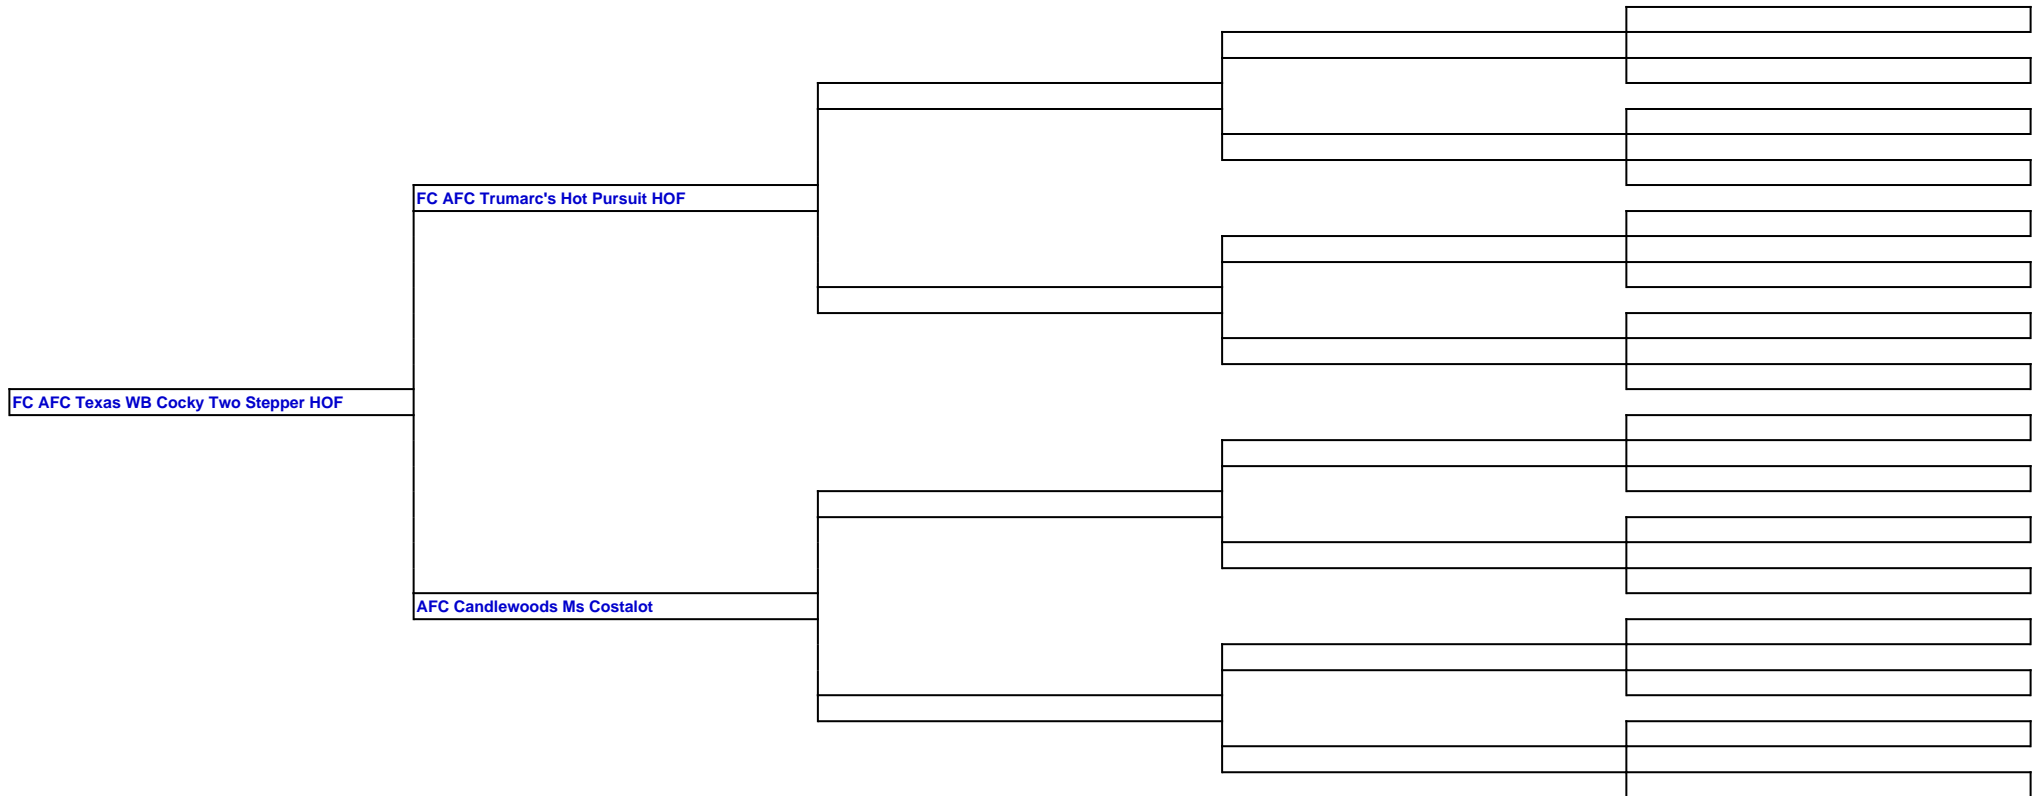 FC AFC Trumarc's Hot Pursuit HOF
FC AFC Texas WB Cocky Two Stepper HOF
AFC Candlewoods Ms Costalot